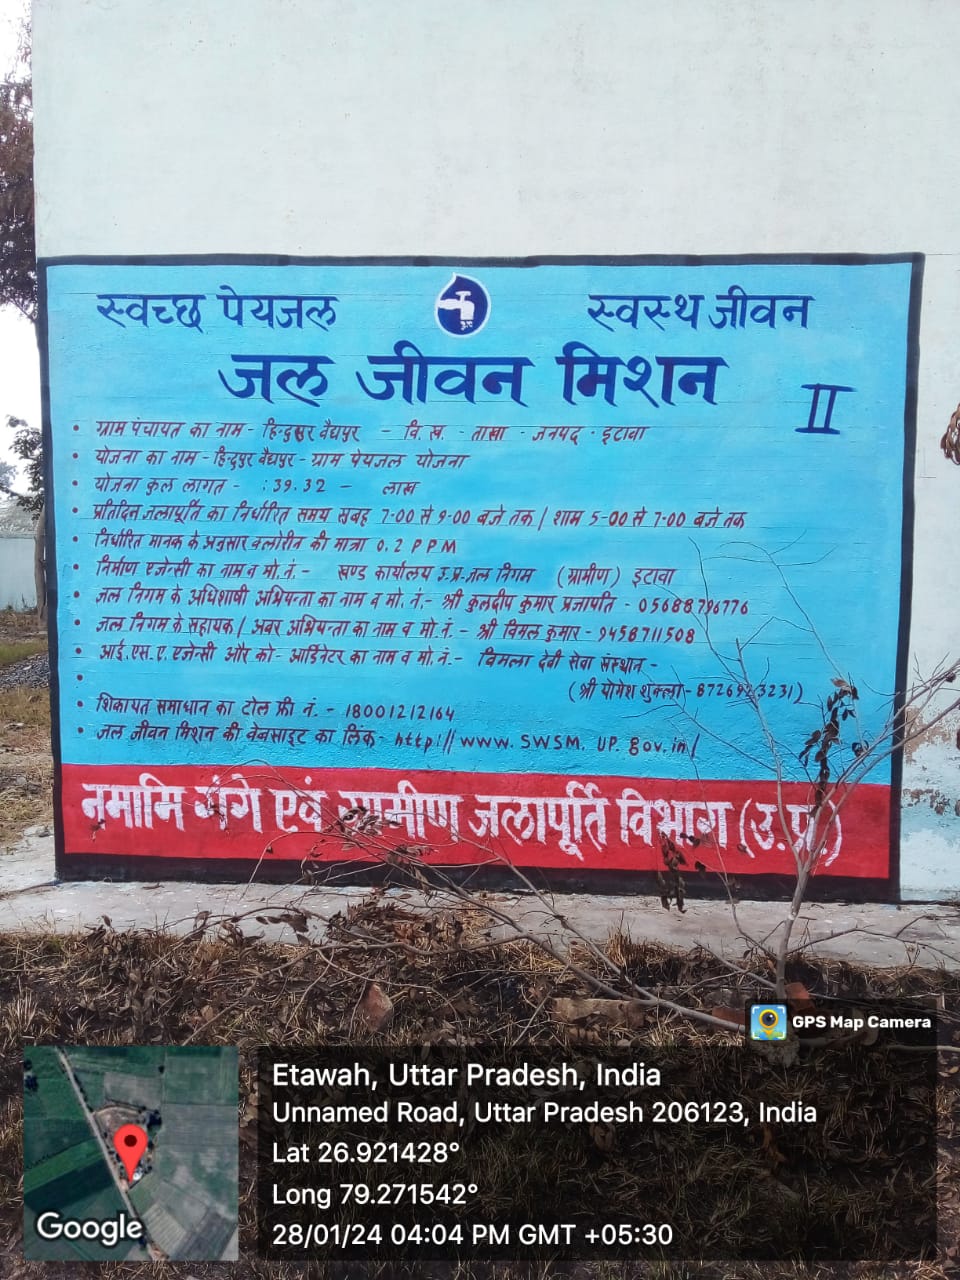 स्वच्छ पेयजल स्वस्थ जीवन
जल जीवन मिशन
II
• ग्राम पंचायत का नाम - वैद्यपुर - वि.ख. - ताखा - जनपद - इटावा
• योजना का नाम - हिन्दुपुर वैद्यपुर - ग्राम पेयजल योजना
• योजना कुल लागत - : 39.32 - लाख
• प्रतिदिन जलापूर्ति का निर्धारित समय सुबह 7-00 से 9-00 बजे तक / शाम 5-00 से 7-00 बजे तक
• निर्धारित मानक के अनुसार क्लोरीन की मात्रा 0.2 PPM
• निर्माण एजेन्सी का नाम व मो.नं.- खण्ड कार्यालय उ.प्र.जल निगम (ग्रामीण) इटावा
• जल निगम के अधिशाषी अभियन्ता का नाम व मो.नं.- श्री कुलदीप कुमार प्रजापति - 05688796776
• जल निगम के सहायक / अवर अभियन्ता का नाम व मो.नं.- श्री विमल कुमार - 9458711508
• आई.एस.ए. एजेन्सी और को-आर्डिनेटर का नाम व मो.नं.- विमला देवी सेवा संस्थान -
• (श्री योगेश शुक्ला -
• शिकायत समाधान का टोल फ्री नं.- 18001212164
• जल जीवन मिशन की वेबसाइट का लिंक- http://www.SWSM.UP.gov.in/
नमामि गंगे एवं ग्रामीण जलापूर्ति विभाग (उ.प्र.)
GPS Map Camera
Etawah, Uttar Pradesh, India
Unnamed Road, Uttar Pradesh 206123, India
Lat 26.921428°
Long 79.271542°
28/01/24 04:04 PM GMT +05:30
Google